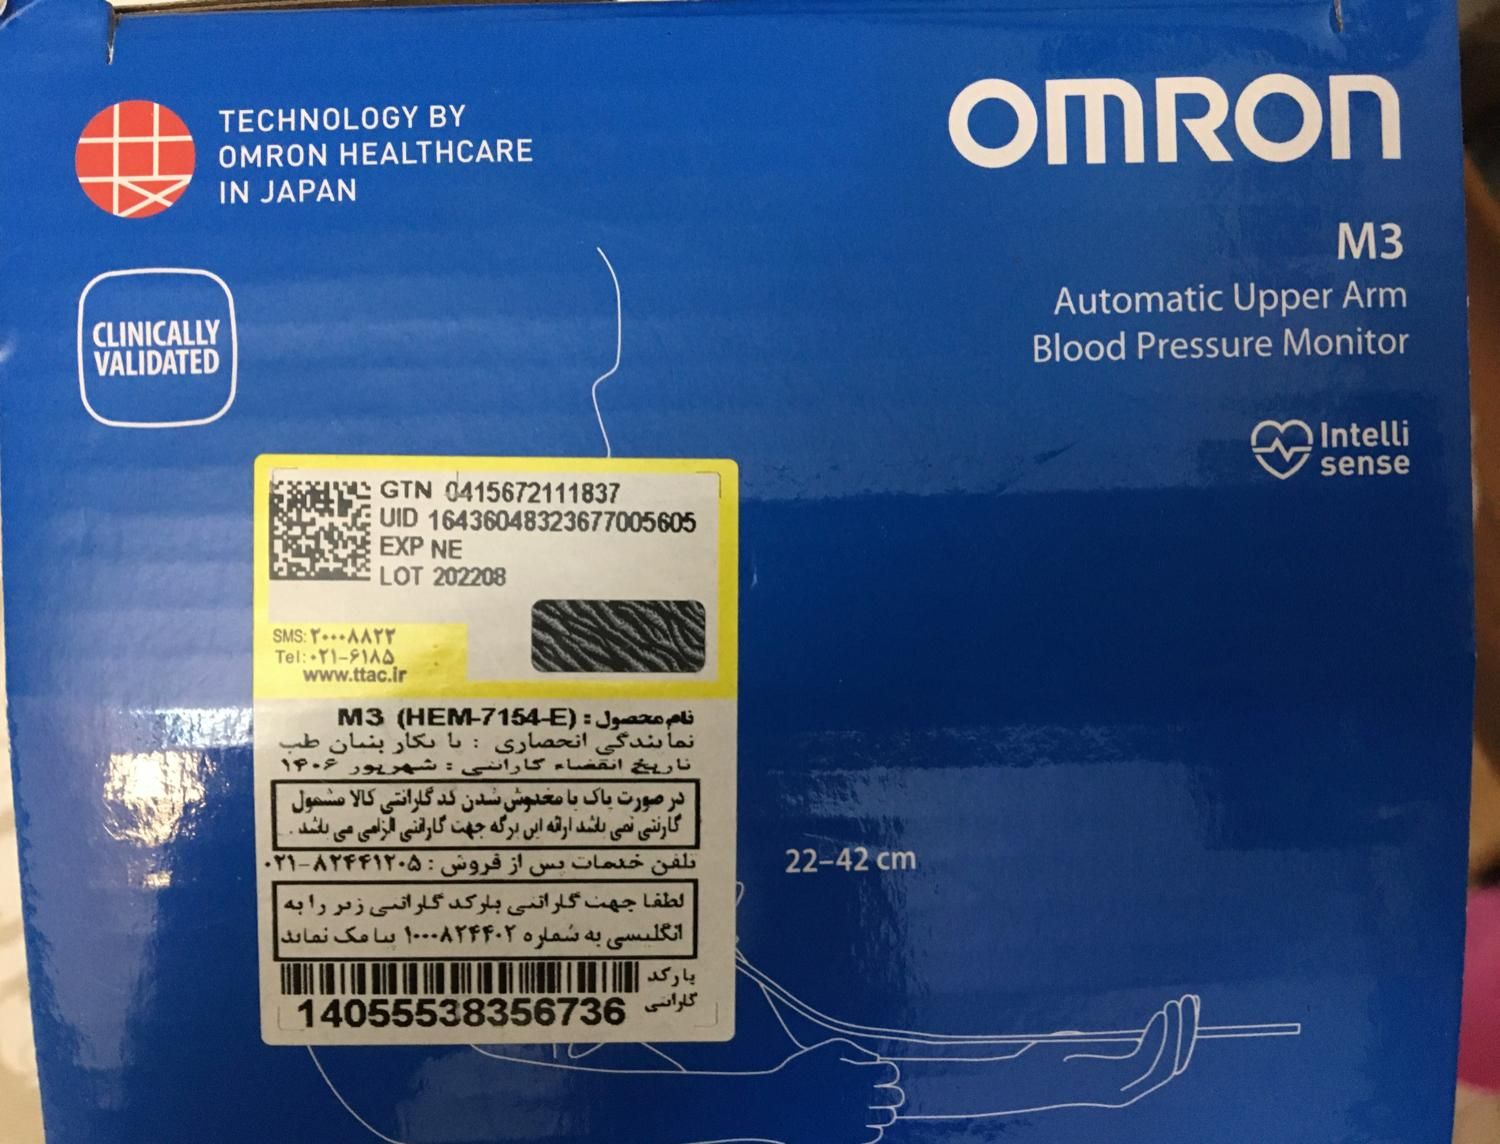 TECHNOLOGY BY
OMRON HEALTHCARE
IN JAPAN
OMRON
M3
Automatic Upper Arm
Blood Pressure Monitor
CLINICALLY
VALIDATED
Intelli
sense
GTN 0415672111837
UID 16436048323677005605
EXP NE
LOT 202208
SMS: ۲۰۰۰۸۸۲۲
Tel: ۰۲۱-۶۱۸۵
www.ttac.ir
نام محصول : M3 (HEM-7154-E)
نمایندگی انحصاری : یا نکار بنیان طب
تاریخ انقضاء گارانتی : شهریور ۱۴۰۶
در صورت پاک یا مخدوش شدن کد گارانتی کالا مشمول
گارنتی نمی باشد ارائه این برگه جهت گارانتی الزامی می باشد .
تلفن خدمات پس از فروش : ۸۲۴۴۱۲۰۵-۰۲۱
لطفا جهت گارانتی بارکد گارانتی زیر را به
انگلیسی به شماره ۱۰۰۰۸۲۴۴۰۲ پیامک نمائد
بارکد
گارانتی
14055538356736
22–42 cm